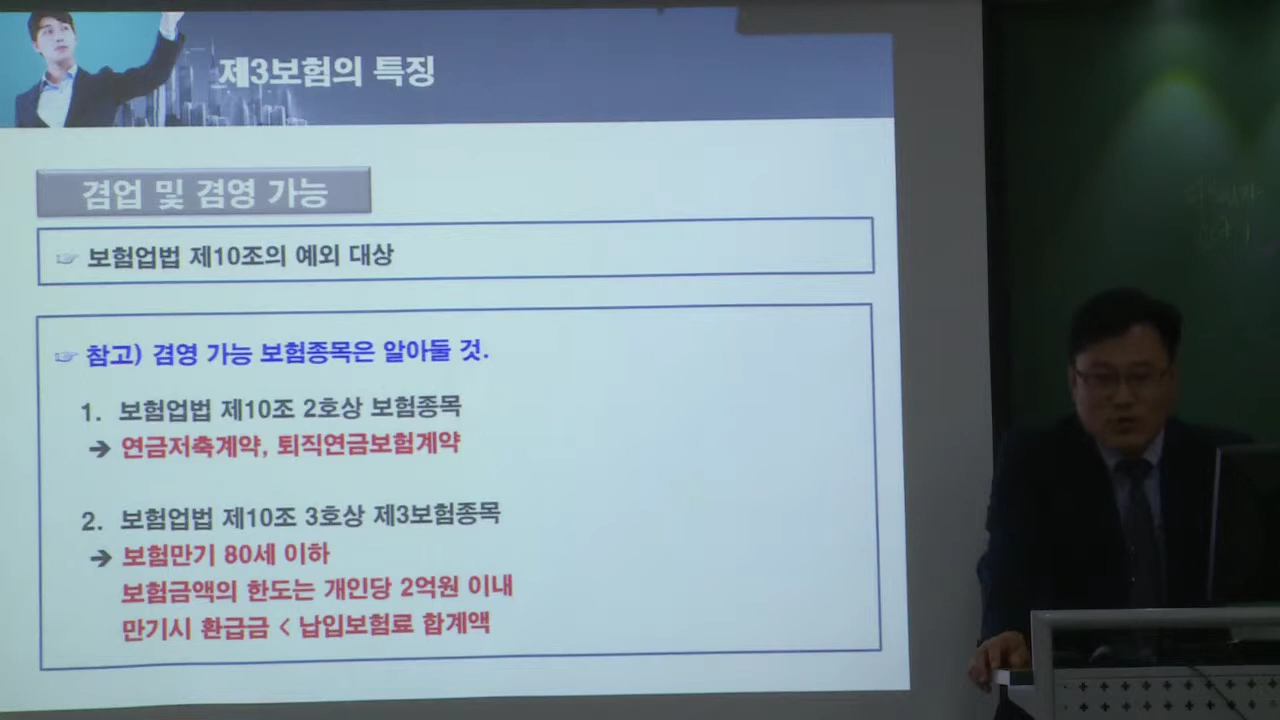 제3보험의 특징
겸업 및 겸영 가능
☞ 보험업법 제10조의 예외 대상
☞ 참고) 겸영 가능 보험종목은 알아둘 것.
1. 보험업법 제10조 2호상 보험종목
➔ 연금저축계약, 퇴직연금보험계약
2. 보험업법 제10조 3호상 제3보험종목
➔ 보험만기 80세 이하
보험금액의 한도는 개인당 2억원 이내
만기시 환급금 < 납입보험료 합계액